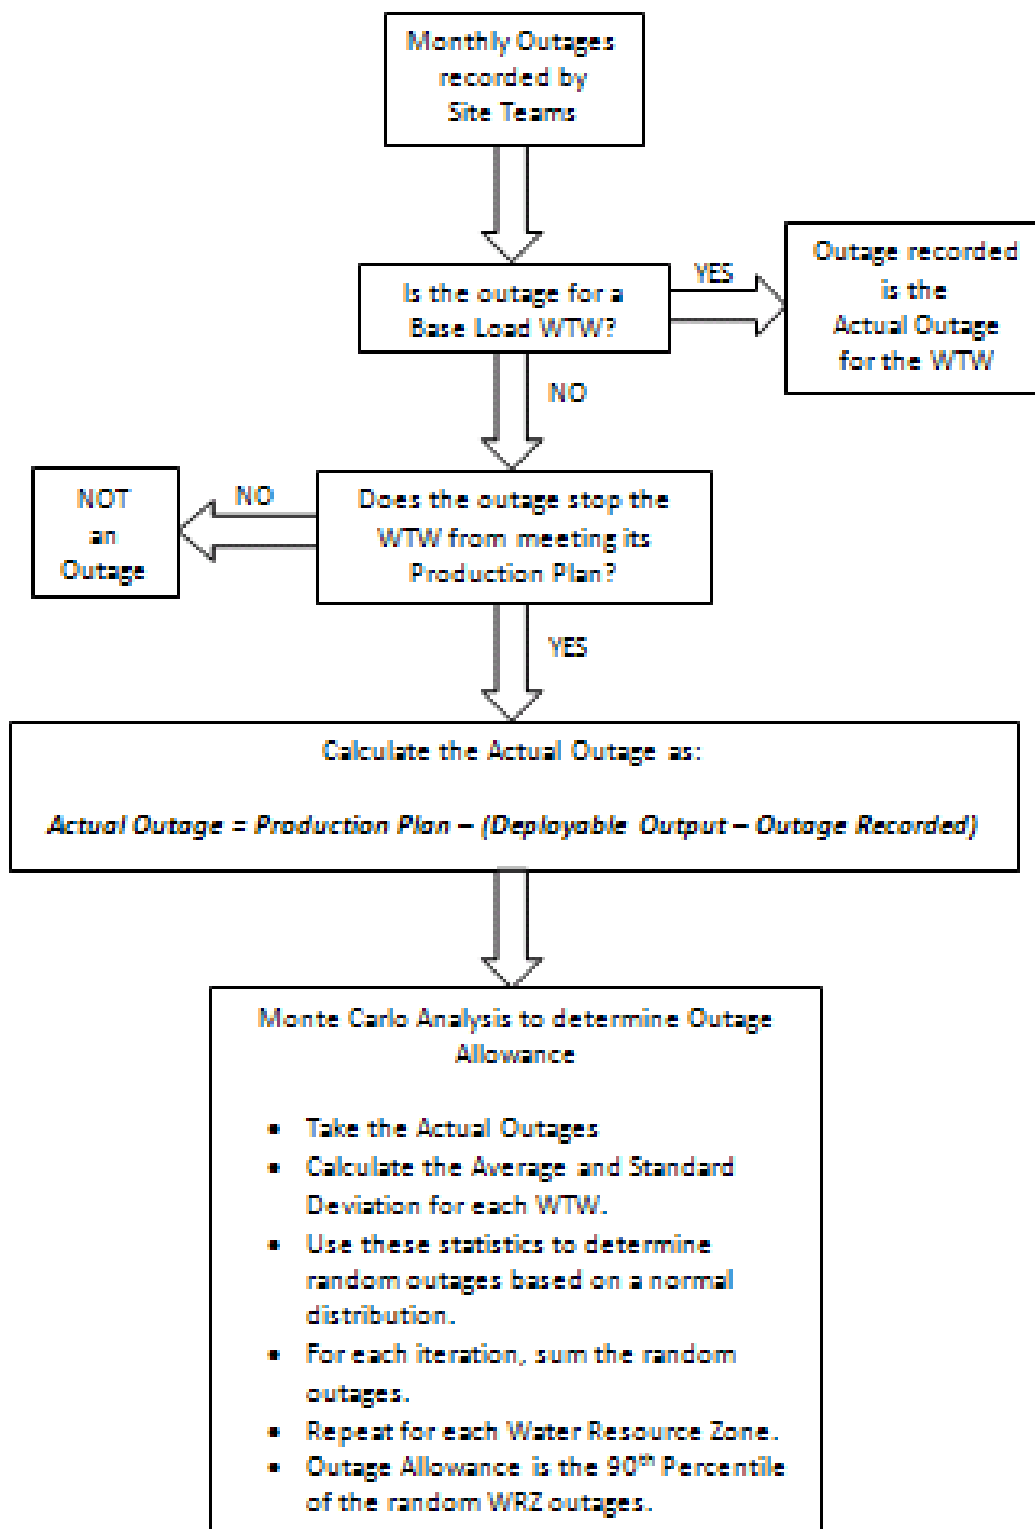 Monthly Outages
recorded by
Site Teams
Is the outage for a
Base Load WTW?
YES
Outage recorded
is the
Actual Outage
for the WTW
NO
Does the outage stop the
WTW from meeting its
Production Plan?
NO
NOT
an
Outage
YES
Calculate the Actual Outage as:
Actual Outage = Production Plan – (Deployable Output – Outage Recorded)
Monte Carlo Analysis to determine Outage
Allowance
• Take the Actual Outages
• Calculate the Average and Standard
Deviation for each WTW.
• Use these statistics to determine
random outages based on a normal
distribution.
• For each iteration, sum the random
outages.
• Repeat for each Water Resource Zone.
• Outage Allowance is the 90th Percentile
of the random WRZ outages.